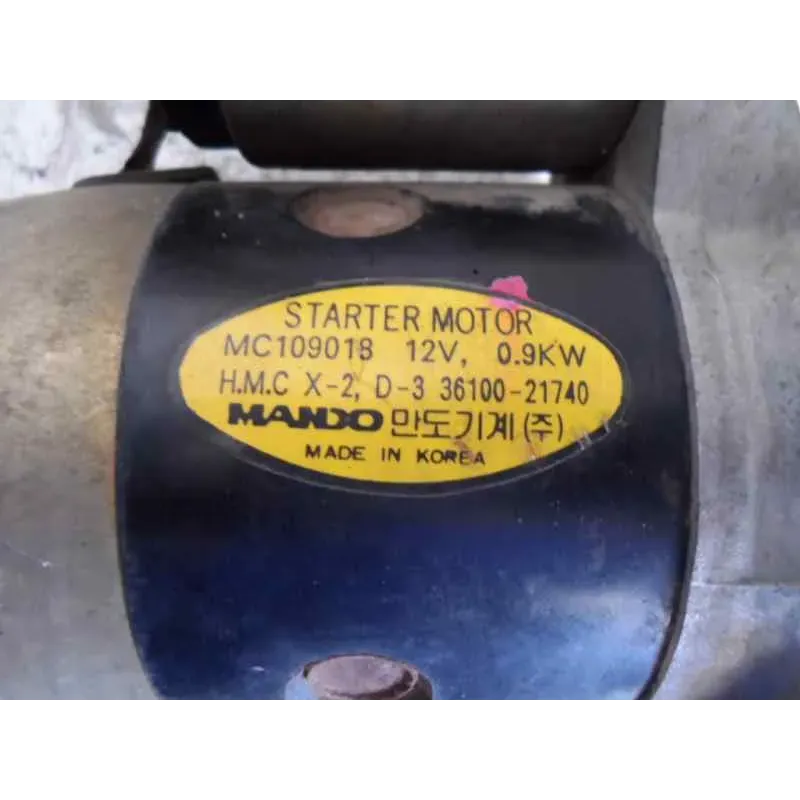 STARTER MOTOR
MC109018 12V, 0.9KW
H.M.C X-2, D-3 36100-21740
MANDO 만도기계(주)
MADE IN KOREA